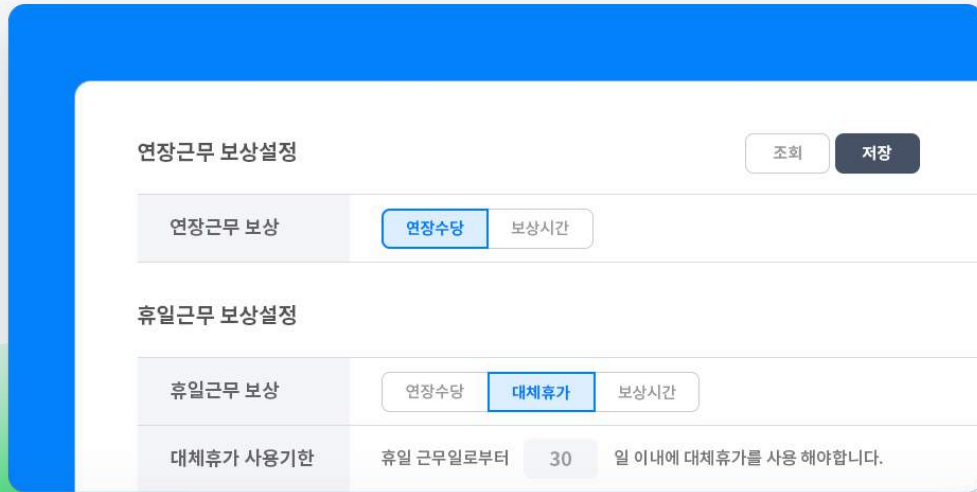 연장근무 보상설정 조회 저장
연장근무 보상 연장수당 보상시간
휴일근무 보상설정
휴일근무 보상 연장수당 대체휴가 보상시간
대체휴가 사용기한 휴일 근무일로부터 30 일 이내에 대체휴가를 사용 해야합니다.